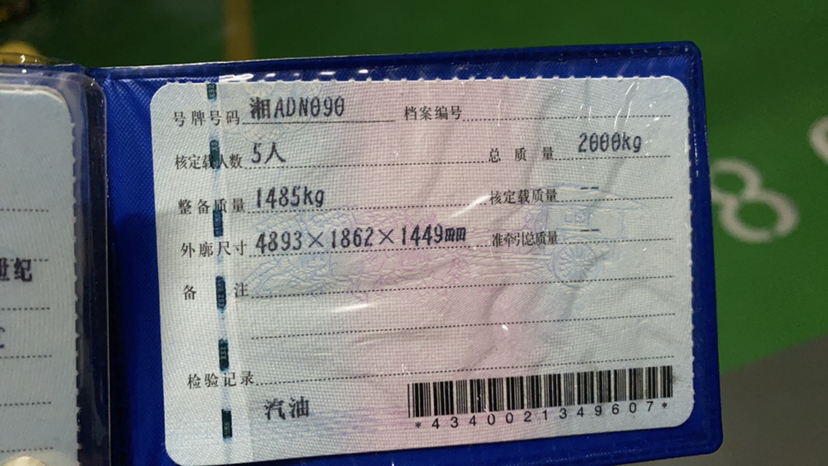 号牌号码 湘ADN090 档案编号
核定载人数 5人 总质量 2000kg
整备质量 1485kg 核定载质量 --
外廓尺寸 4893×1862×1449mm 准牵引总质量 --
备注
检验记录
汽油
*4340021349607*
世纪
8